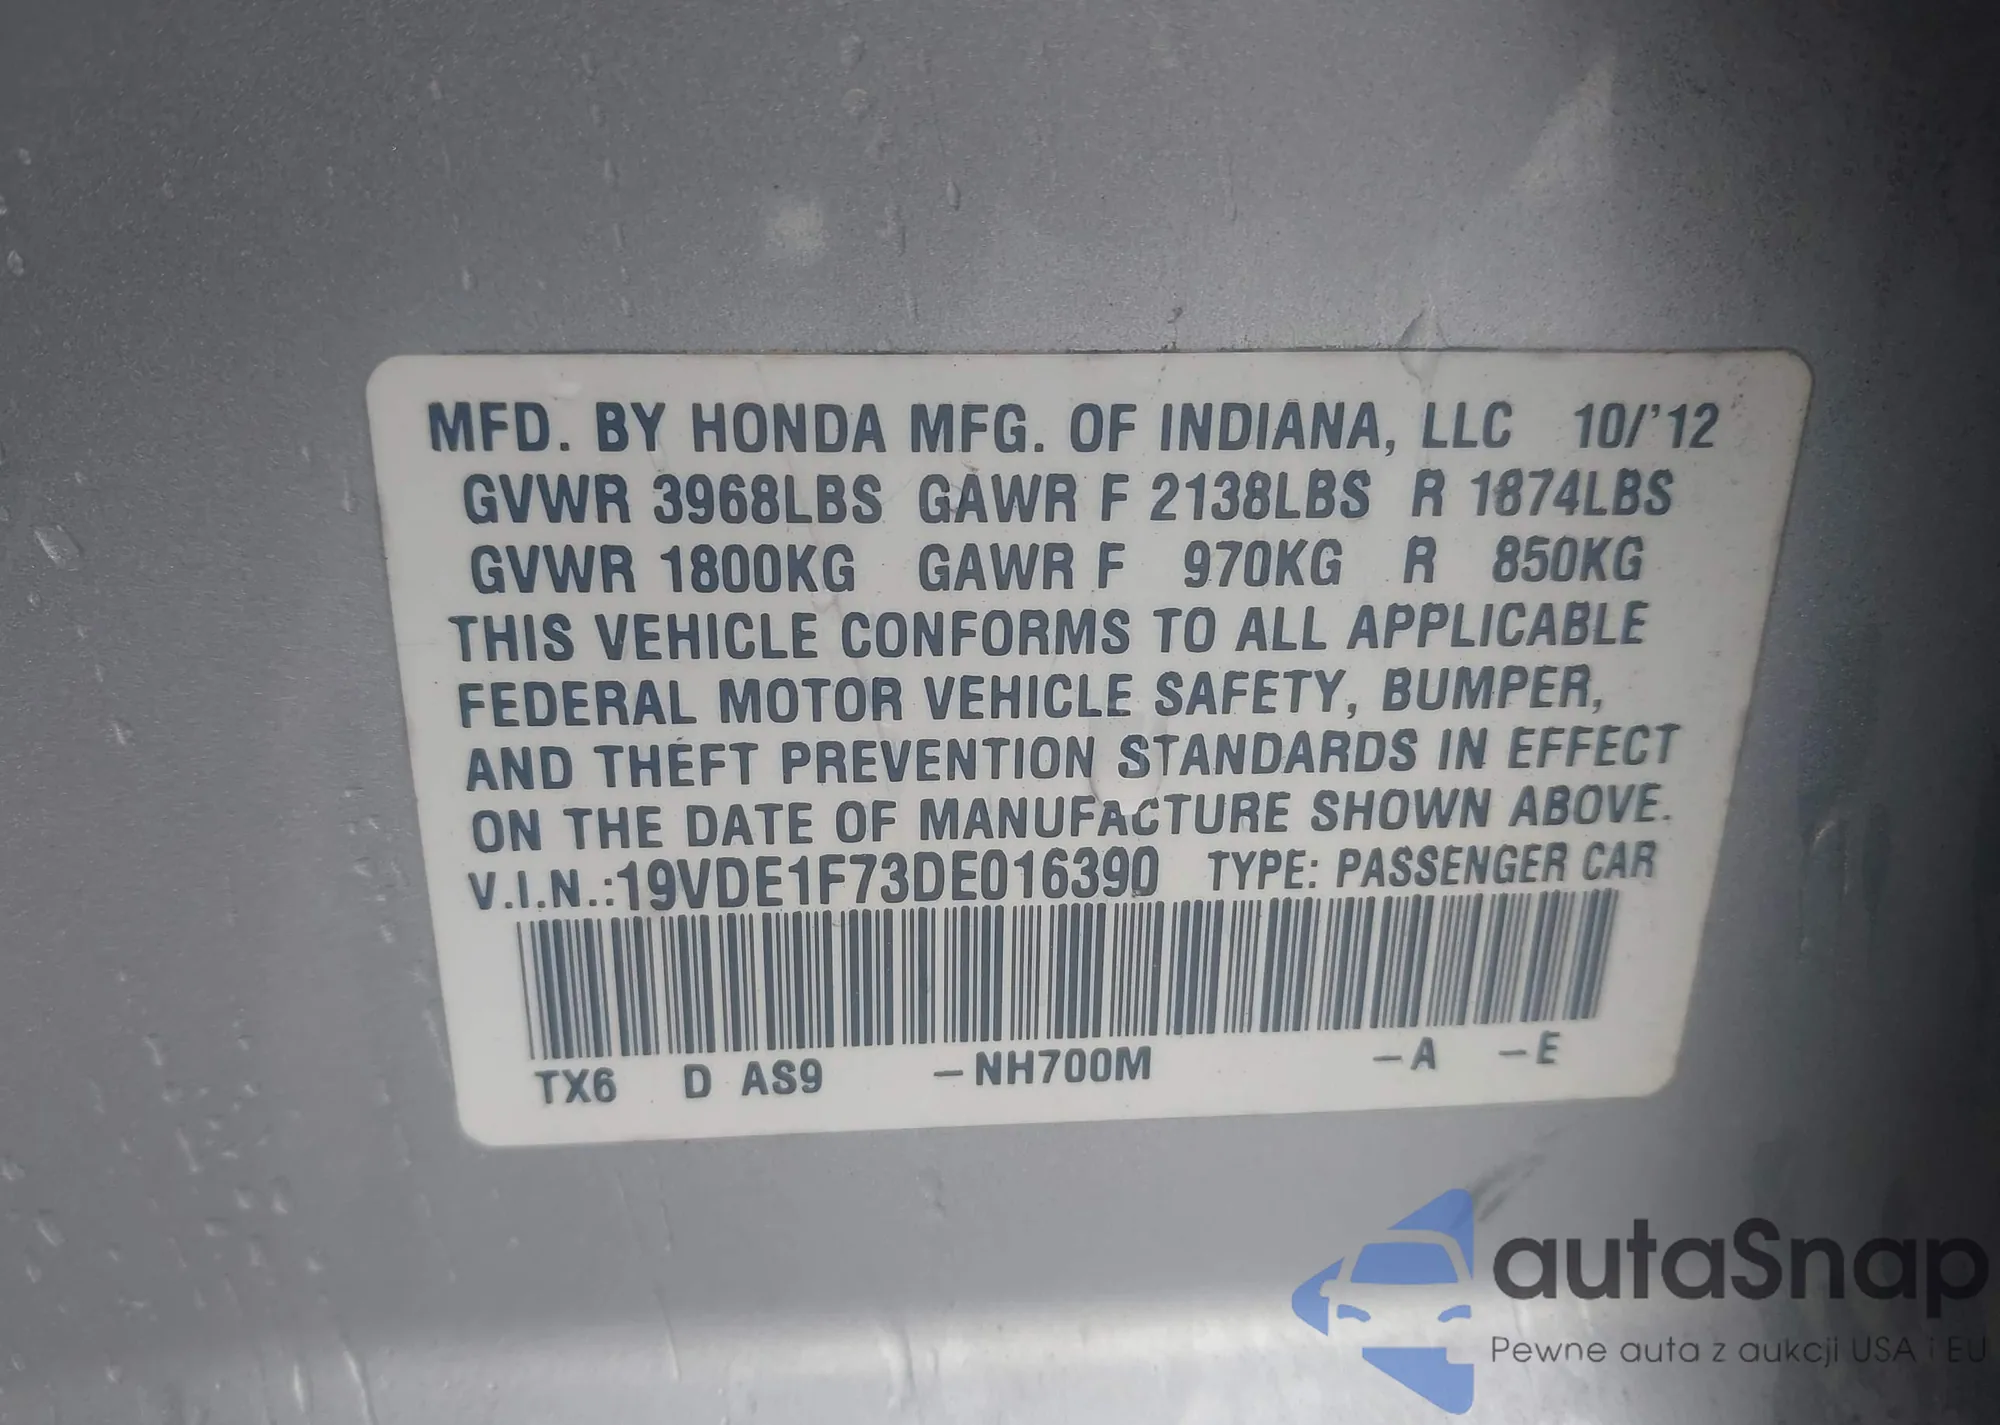 MFD. BY HONDA MFG. OF INDIANA, LLC 10/'12
GVWR 3968LBS GAWR F 2138LBS R 1874LBS
GVWR 1800KG GAWR F 970KG R 850KG
THIS VEHICLE CONFORMS TO ALL APPLICABLE
FEDERAL MOTOR VEHICLE SAFETY, BUMPER,
AND THEFT PREVENTION STANDARDS IN EFFECT
ON THE DATE OF MANUFACTURE SHOWN ABOVE.
V.I.N.:19VDE1F73DE016390 TYPE: PASSENGER CAR
TX6 D AS9 –NH700M –A –E
autaSnap
Pewne auta z aukcji USA i EU